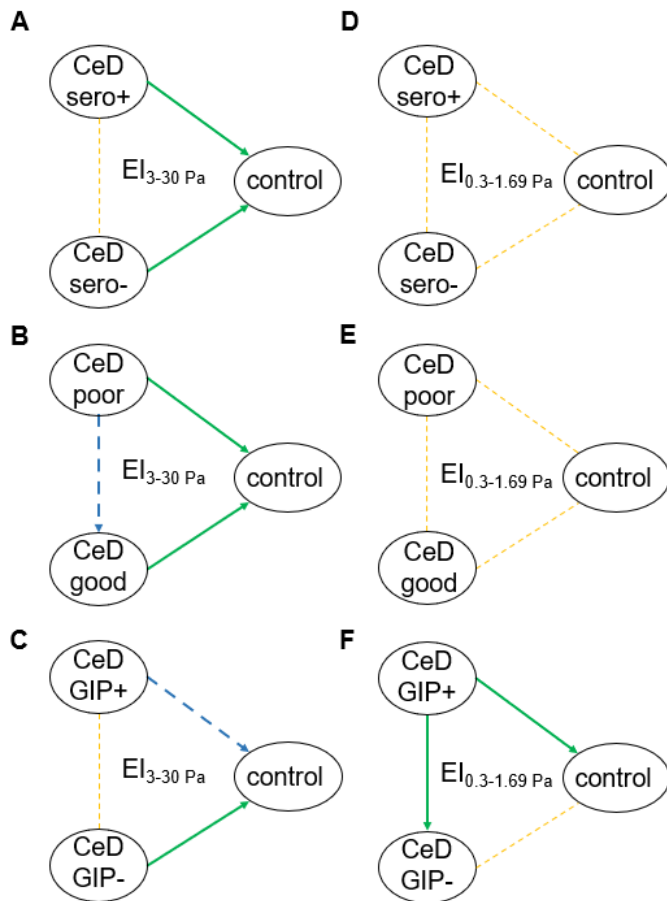 A
CeD
sero+
EI3-30 Pa
control
CeD
sero-
D
CeD
sero+
EI0.3-1.69 Pa
control
CeD
sero-
B
CeD
poor
EI3-30 Pa
control
CeD
good
E
CeD
poor
EI0.3-1.69 Pa
control
CeD
good
C
CeD
GIP+
EI3-30 Pa
control
CeD
GIP-
F
CeD
GIP+
EI0.3-1.69 Pa
control
CeD
GIP-